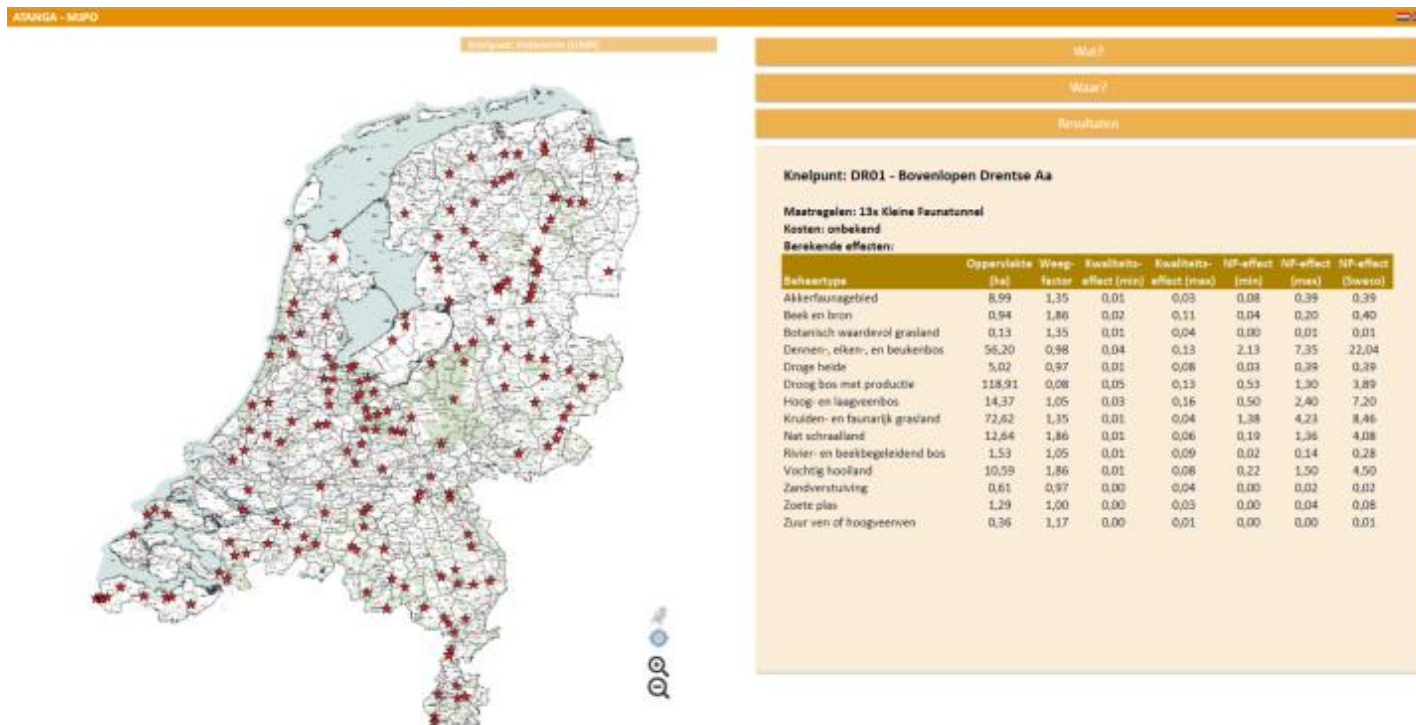 ATANGA - MJPO
Knelpunt:
Wat?
Waar?
Resultaten
Knelpunt: DR01 - Bovenlopen Drentse Aa
Maatregelen: 13x Kleine Faunatunnel
Kosten: onbekend
Berekende effecten:
Oppervlakte Weeg- Kwaliteits- Kwaliteits- NP-effect NP-effect NP-effect
Beheertype (ha) factor effect (min) effect (max) (min) (max) (Sweco)
Akkerfaunagebied 8,99 1,35 0,01 0,03 0,08 0,39 0,39
Beek en bron 0,94 1,86 0,02 0,11 0,04 0,20 0,40
Botanisch waardevol grasland 0,13 1,35 0,01 0,04 0,00 0,01 0,01
Dennen-, eiken-, en beukenbos 56,20 0,98 0,04 0,13 2,13 7,35 22,04
Droge heide 5,02 0,97 0,01 0,08 0,03 0,39 0,39
Droog bos met productie 118,91 0,08 0,05 0,13 0,53 1,30 3,89
Hoog- en laagveenbos 14,37 1,05 0,03 0,16 0,50 2,40 7,20
Kruiden- en faunarijk grasland 72,62 1,35 0,01 0,04 1,38 4,23 8,46
Nat schraalland 12,64 1,86 0,01 0,06 0,19 1,36 4,08
Rivier- en beekbegeleidend bos 1,53 1,05 0,01 0,09 0,02 0,14 0,28
Vochtig hooiland 10,59 1,86 0,01 0,08 0,22 1,50 4,50
Zandverstuiving 0,61 0,97 0,00 0,04 0,00 0,02 0,02
Zoete plas 1,29 1,00 0,00 0,03 0,00 0,04 0,08
Zuur ven of hoogveenven 0,36 1,17 0,00 0,01 0,00 0,00 0,01